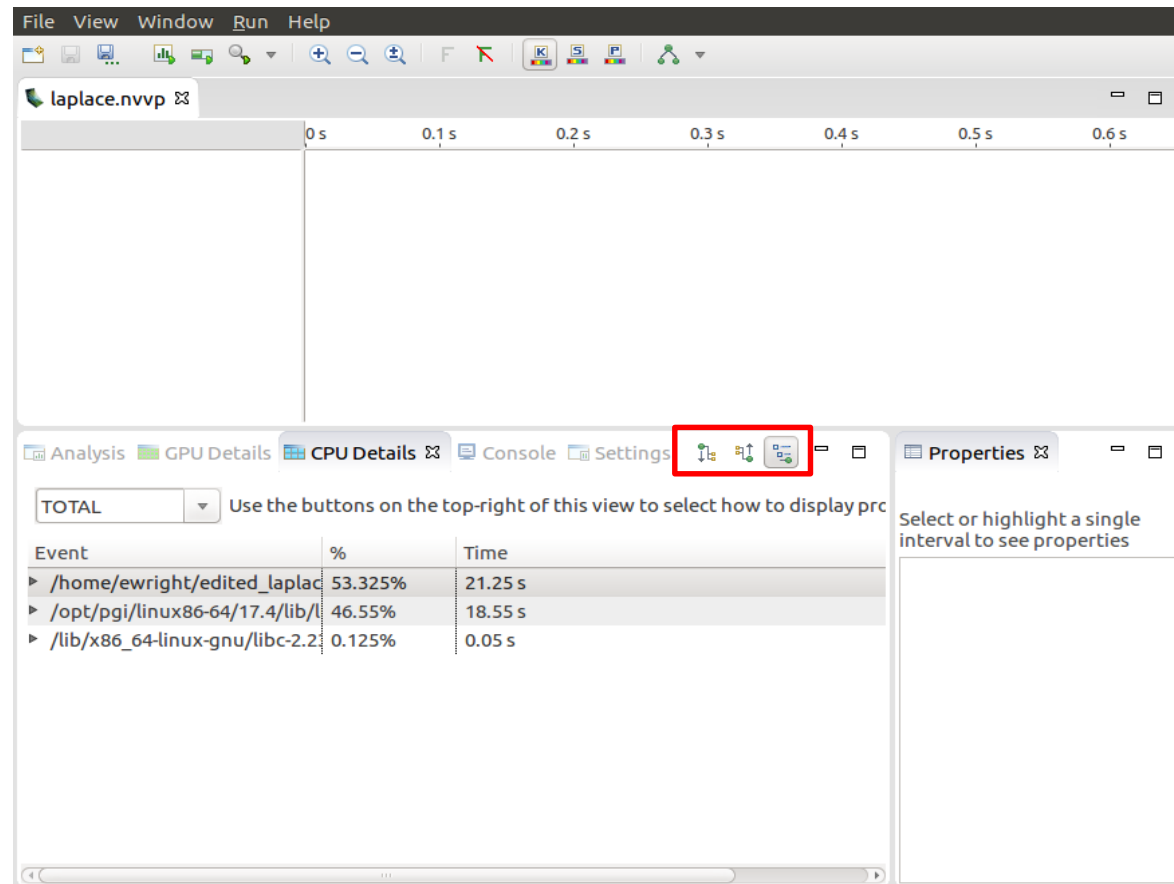 File View Window Run Help
F K S P
laplace.nvvp
0 s 0.1 s 0.2 s 0.3 s 0.4 s 0.5 s 0.6 s
Analysis GPU Details CPU Details Console Settings Properties
TOTAL Use the buttons on the top-right of this view to select how to display pro
Select or highlight a single
interval to see properties
Event % Time
/home/ewright/edited_laplac 53.325% 21.25 s
/opt/pgi/linux86-64/17.4/lib/l 46.55% 18.55 s
/lib/x86_64-linux-gnu/libc-2.2 0.125% 0.05 s